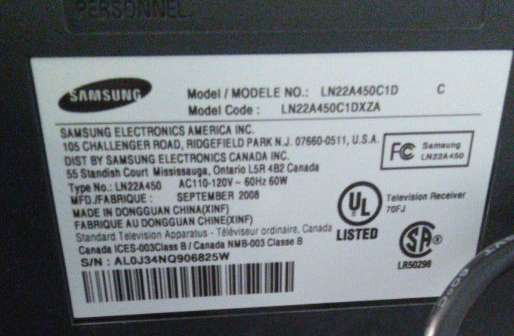 PERSONNEL.
SAMSUNG
Model / MODELE NO.: LN22A450C1D C
Model Code : LN22A450C1DXZA
SAMSUNG ELECTRONICS AMERICA INC.
105 CHALLENGER ROAD, RIDGEFIELD PARK N.J. 07660-0511, U.S.A.
DIST BY SAMSUNG ELECTRONICS CANADA INC.
55 Standish Court Mississauga, Ontario L5R 4B2 Canada
Type No.: LN22A450 AC110-120V~ 60Hz 60W
MFD./FABRIQUE : SEPTEMBER 2008
MADE IN DONGGUAN CHINA(XINF)
FABRIQUE AU DONGGUAN CHINE(XINF)
Standard Television Apparatus - Téléviseur ordinaire, Canada
Canada ICES-003Class B / Canada NMB-003 Classe B
S/N : AL0J34NQ906825W
FC Samsung
LN22A450
UL
LISTED
Television Receiver
70FJ
SA
LR50298